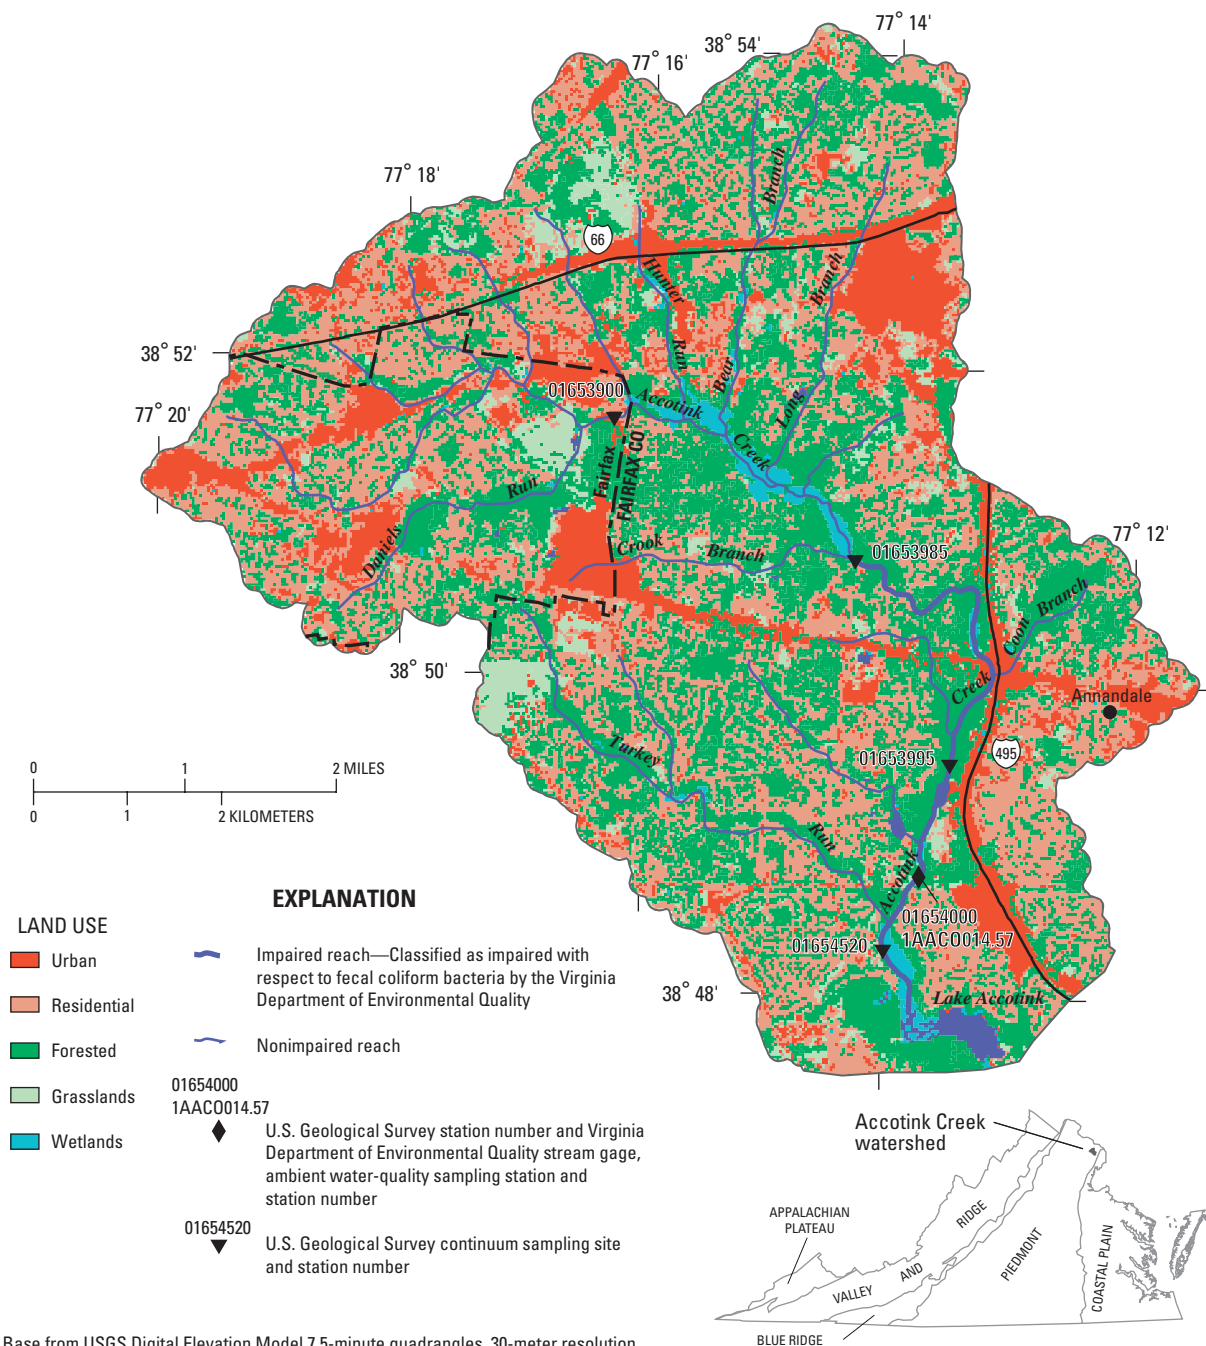 77° 14'
38° 54'
77° 16'
77° 18'
66
Branch
Hunter
Run
Bear
Branch
Long
38° 52'
77° 20'
01653900
Accotink
Creek
Fairfax
FAIRFAX CO
Run
Daniels
Crook
Branch
01653985
77° 12'
Coon Branch
38° 50'
Creek
Annandale
Turkey
Run
01653995
495
Accotink
01654000
1AACO014.57
01654520
38° 48'
Lake Accotink
0 1 2 MILES
0 1 2 KILOMETERS
EXPLANATION
LAND USE
Urban
Residential
Forested
Grasslands
Wetlands
Impaired reach—Classified as impaired with
respect to fecal coliform bacteria by the Virginia
Department of Environmental Quality
Nonimpaired reach
01654000
1AACO014.57
U.S. Geological Survey station number and Virginia
Department of Environmental Quality stream gage,
ambient water-quality sampling station and
station number
01654520
U.S. Geological Survey continuum sampling site
and station number
Accotink Creek
watershed
APPALACHIAN
PLATEAU
VALLEY AND RIDGE
PIEDMONT
COASTAL PLAIN
BLUE RIDGE
Base from USGS Digital Elevation Model 7.5-minute quadrangles, 30-meter resolution